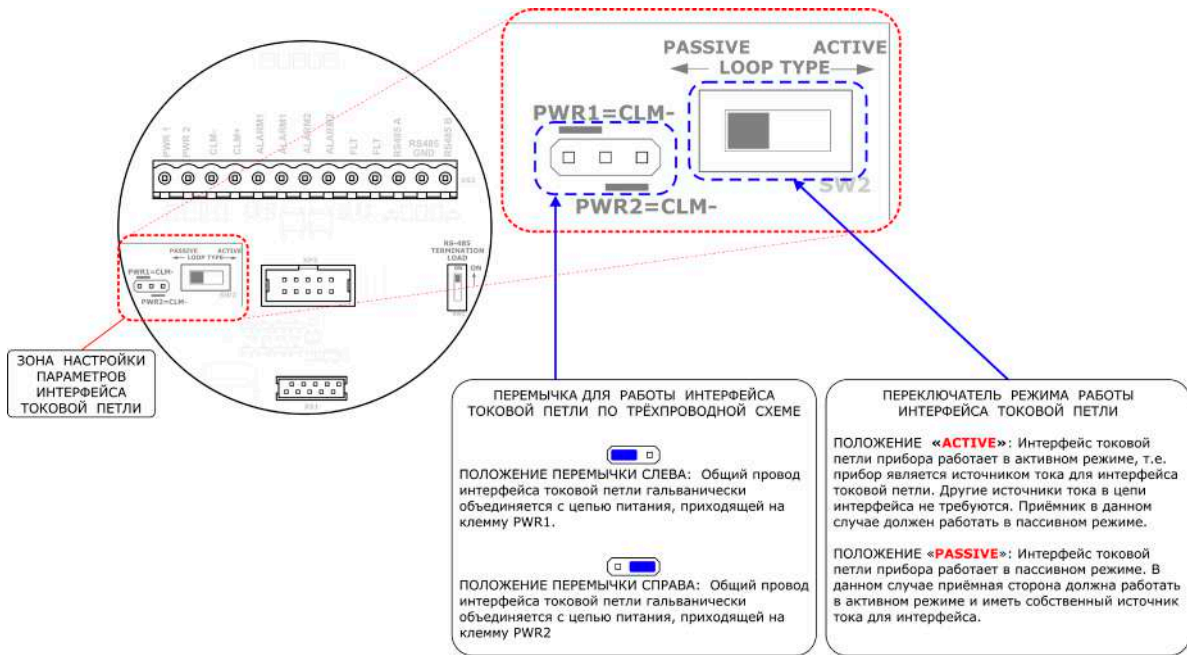 PASSIVE ACTIVE
LOOP TYPE
PWR1=CLM-
SW2
PWR2=CLM-
PWR 1
PWR 2
CLM-
CLM+
ALARM1
ALARM1
ALARM2
ALARM2
FLT
FLT
RS485 A
RS485
GND
RS485 B
PASSIVE ACTIVE
LOOP TYPE
PWR1=CLM-
SW2
PWR2=CLM-
RS-485
TERMINATION
LOAD
ON
ON
XP2
XS1
ЗОНА НАСТРОЙКИ
ПАРАМЕТРОВ
ИНТЕРФЕЙСА
ТОКОВОЙ ПЕТЛИ
ПЕРЕМЫЧКА ДЛЯ РАБОТЫ ИНТЕРФЕЙСА
ТОКОВОЙ ПЕТЛИ ПО ТРЁХПРОВОДНОЙ СХЕМЕ
ПОЛОЖЕНИЕ ПЕРЕМЫЧКИ СЛЕВА: Общий провод
интерфейса токовой петли гальванически
объединяется с цепью питания, приходящей на
клемму PWR1.
ПОЛОЖЕНИЕ ПЕРЕМЫЧКИ СПРАВА: Общий провод
интерфейса токовой петли гальванически
объединяется с цепью питания, приходящей на
клемму PWR2
ПЕРЕКЛЮЧАТЕЛЬ РЕЖИМА РАБОТЫ
ИНТЕРФЕЙСА ТОКОВОЙ ПЕТЛИ
ПОЛОЖЕНИЕ «ACTIVE»: Интерфейс токовой
петли прибора работает в активном режиме, т.е.
прибор является источником тока для интерфейса
токовой петли. Другие источники тока в цепи
интерфейса не требуются. Приёмник в данном
случае должен работать в пассивном режиме.
ПОЛОЖЕНИЕ «PASSIVE»: Интерфейс токовой
петли прибора работает в пассивном режиме. В
данном случае приёмная сторона должна работать
в активном режиме и иметь собственный источник
тока для интерфейса.